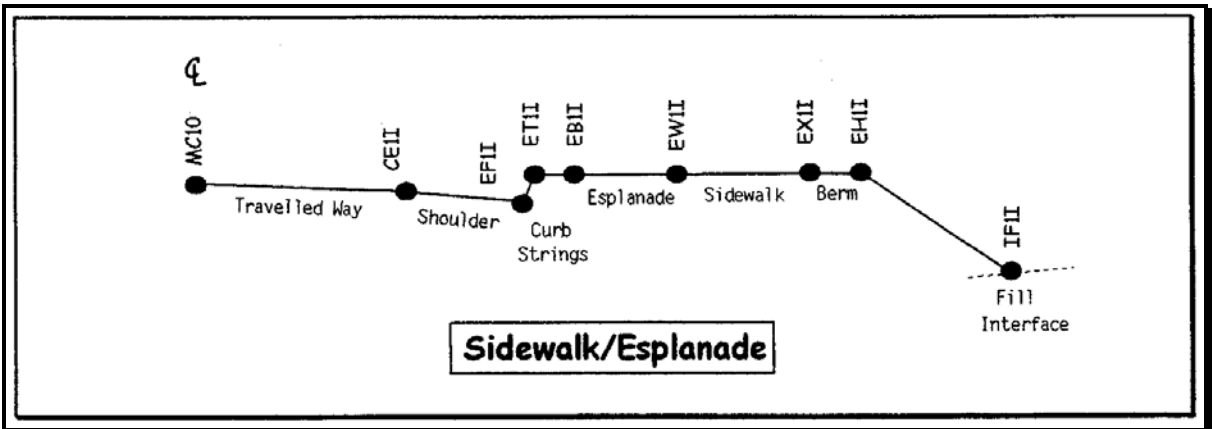 ℄
MC10
CE1I
EF1I
ET1I
EB1I
EW1I
EX1I
EH1I
IF1I
Travelled Way
Shoulder
Curb
Strings
Esplanade
Sidewalk
Berm
Fill
Interface
Sidewalk/Esplanade